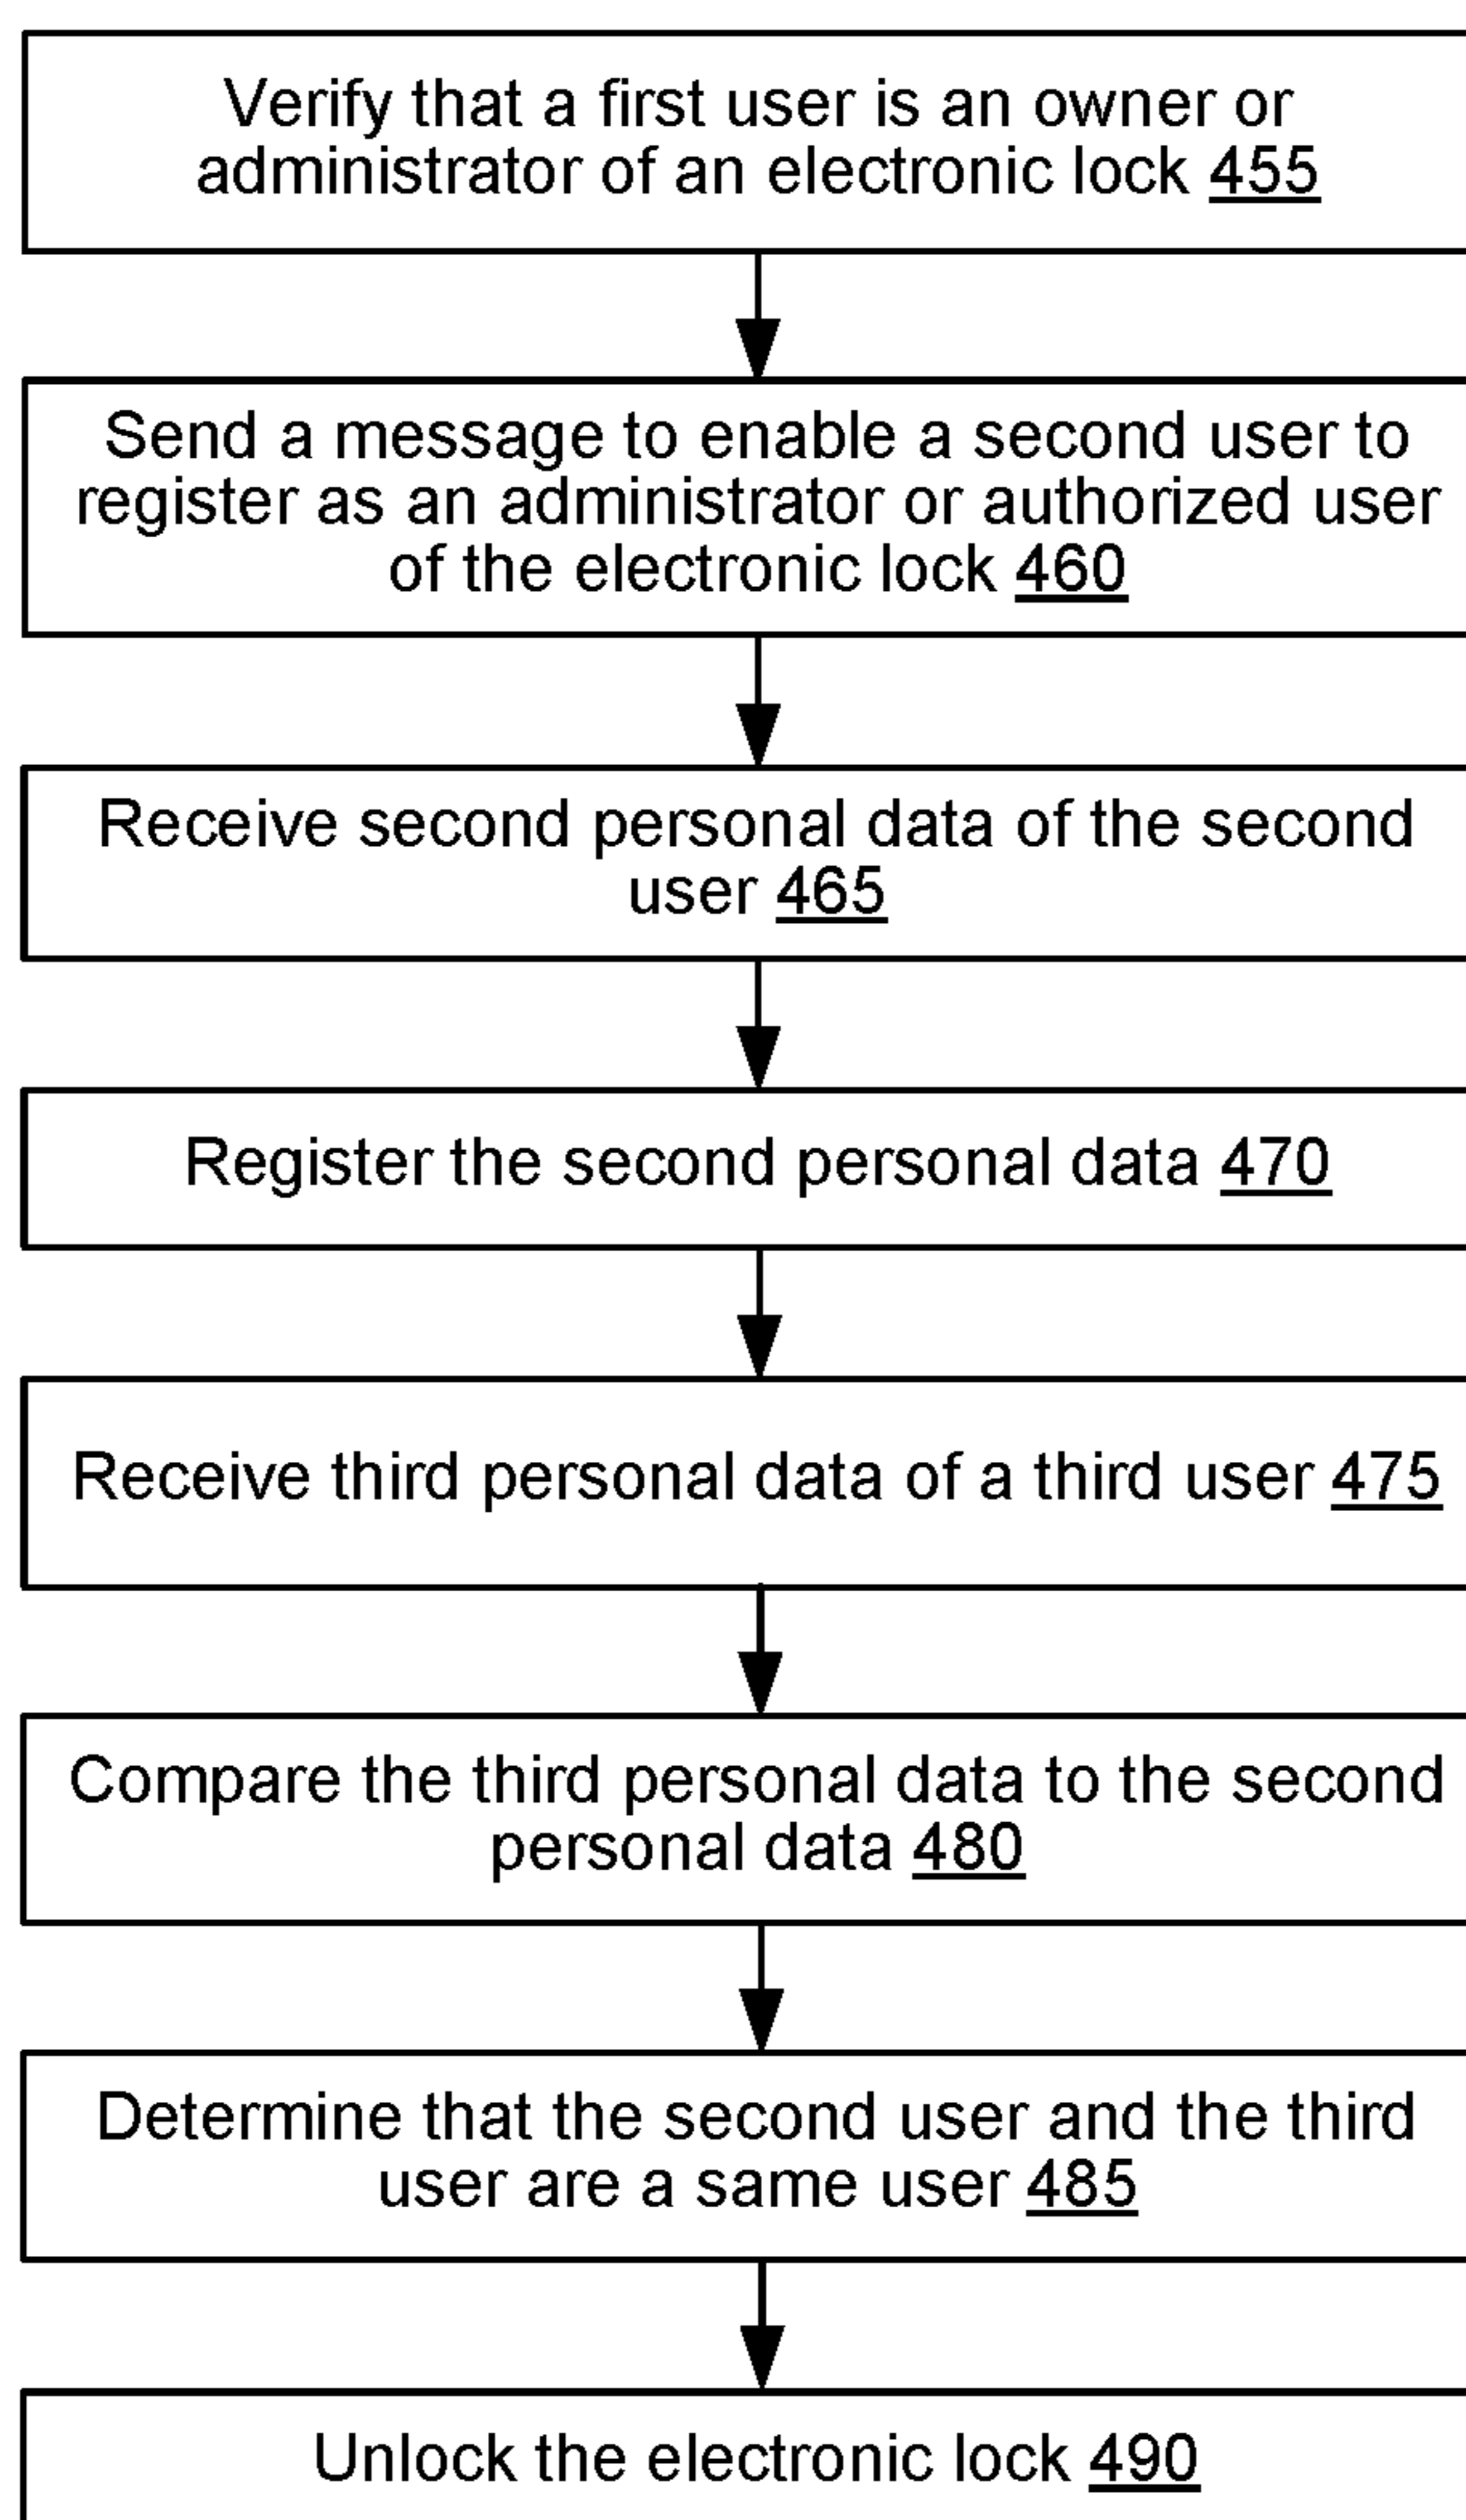 Verify that a first user is an owner or
administrator of an electronic lock 455
Send a message to enable a second user to
register as an administrator or authorized user
of the electronic lock 460
Receive second personal data of the second
user 465
Register the second personal data 470
Receive third personal data of a third user 475
Compare the third personal data to the second
personal data 480
Determine that the second user and the third
user are a same user 485
Unlock the electronic lock 490